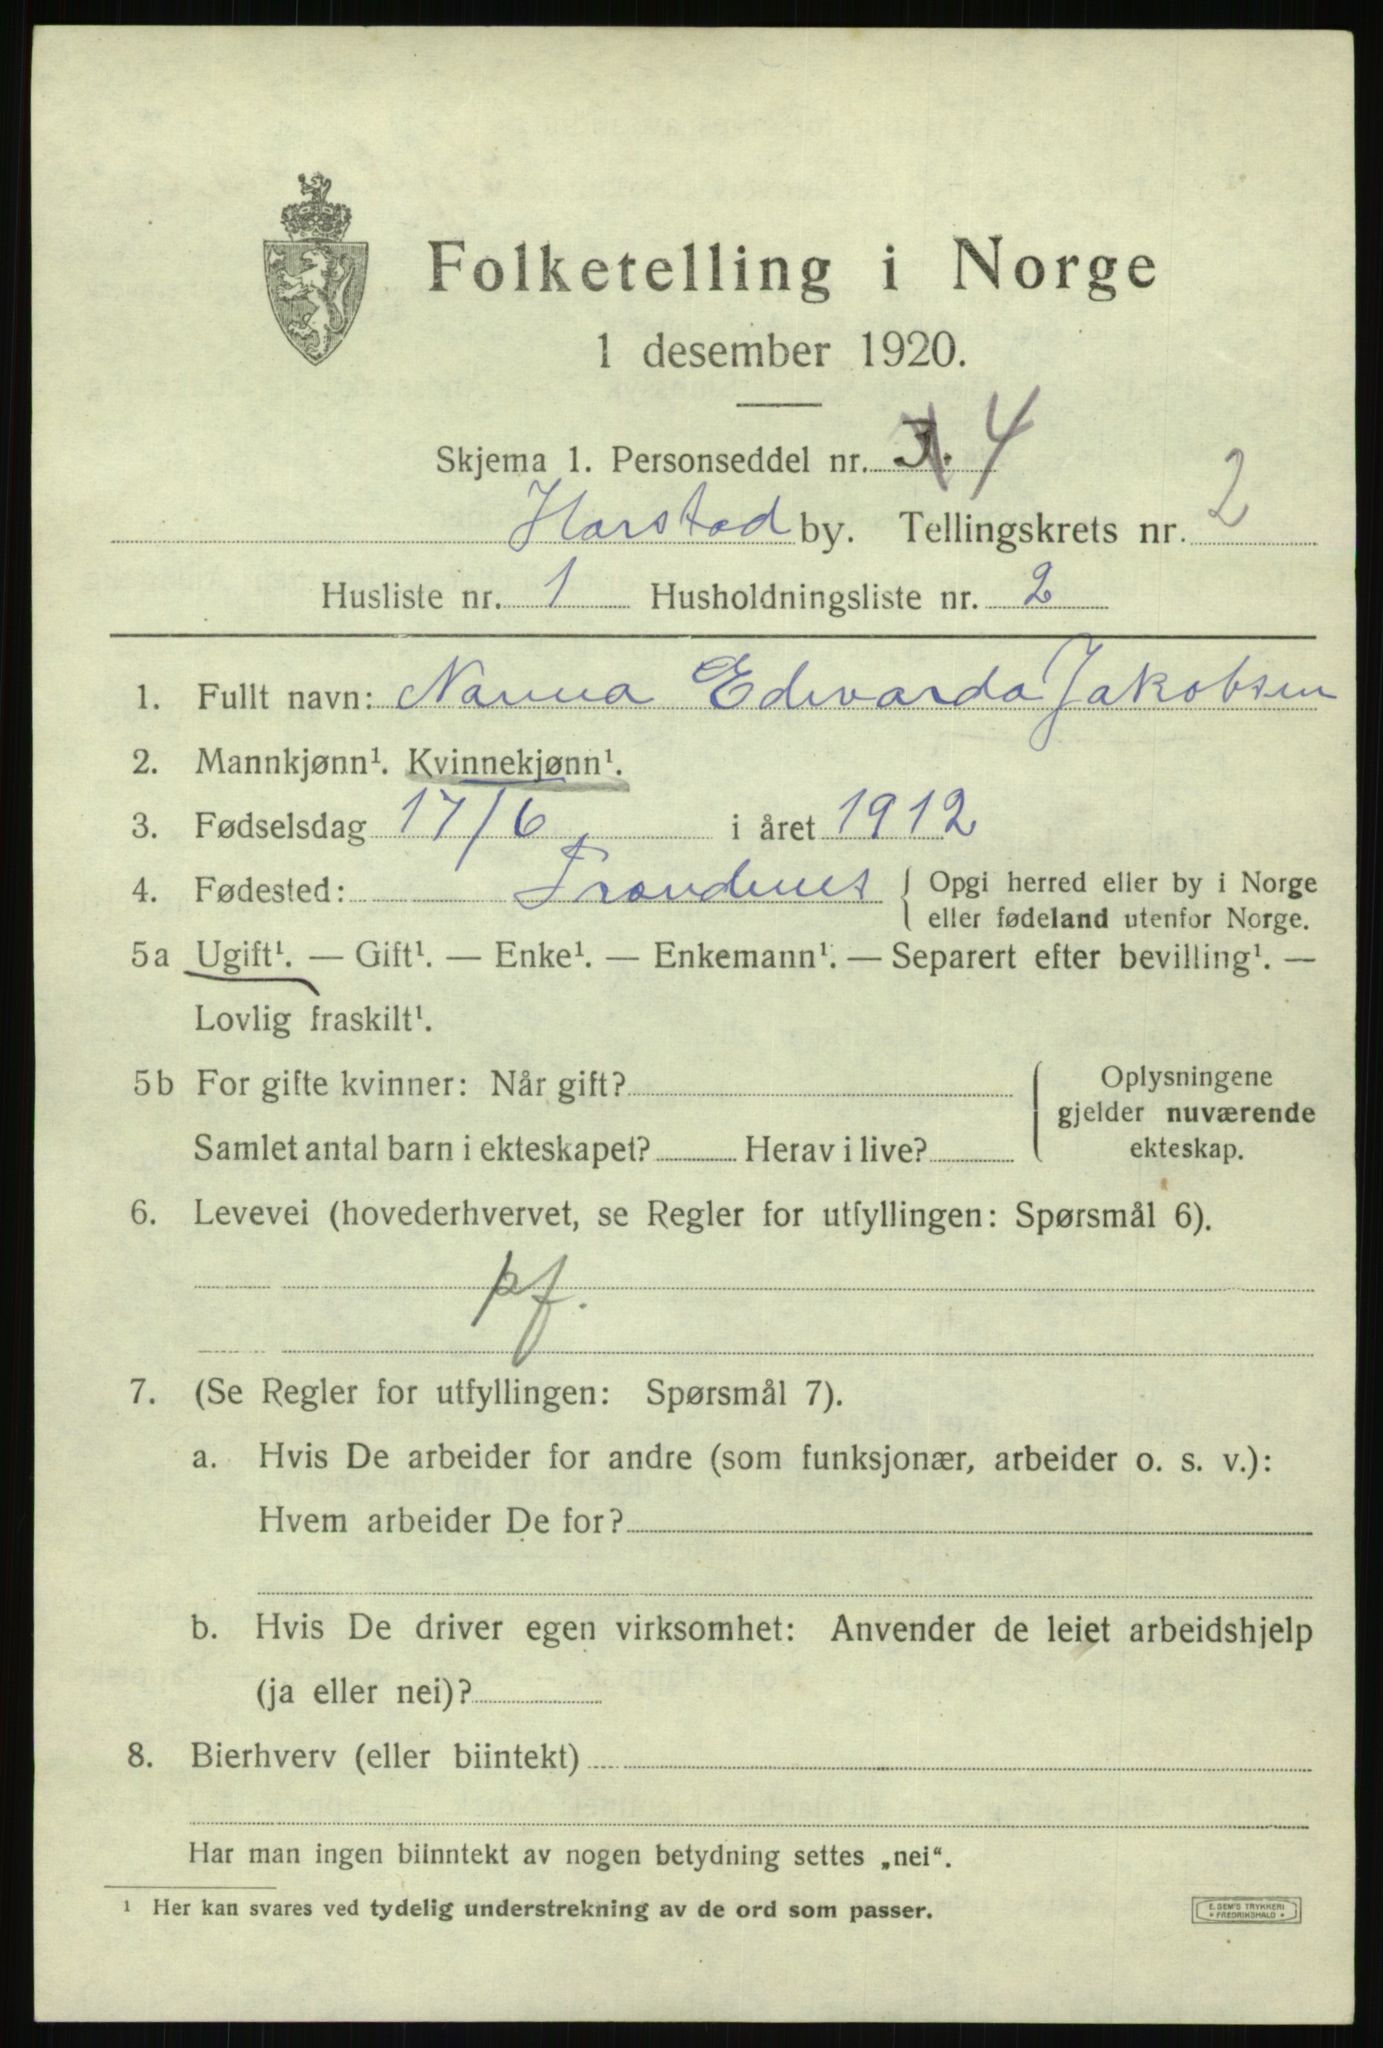 Folketelling i Norge
1 desember 1920.
Skjema 1. Personseddel nr. 4
Harstad by. Tellingskrets nr. 2
Husliste nr. 1 Husholdningsliste nr. 2
1. Fullt navn: Nanna Edvarda Jakobsen
2. Mannkjønn¹. Kvinnekjønn¹.
3. Fødselsdag 17/6 i året 1912
4. Fødested: Trondenes { Opgi herred eller by i Norge
eller fødeland utenfor Norge.
5a Ugift¹. — Gift¹. — Enke¹. — Enkemann¹. — Separert efter bevilling¹. —
Lovlig fraskilt¹.
5b For gifte kvinner: Når gift?
Samlet antal barn i ekteskapet? Herav i live?
Oplysningene
gjelder nuværende
ekteskap.
6. Levevei (hovederhvervet, se Regler for utfyllingen: Spørsmål 6).
pf.
7. (Se Regler for utfyllingen: Spørsmål 7).
a. Hvis De arbeider for andre (som funksjonær, arbeider o. s. v.):
Hvem arbeider De for?
b. Hvis De driver egen virksomhet: Anvender de leiet arbeidshjelp
(ja eller nei)?
8. Bierhverv (eller biintekt)
Har man ingen biinntekt av nogen betydning settes „nei“.
¹ Her kan svares ved tydelig understrekning av de ord som passer.
E. SEM'S TRYKKERI
* FREDRIKSHALD *